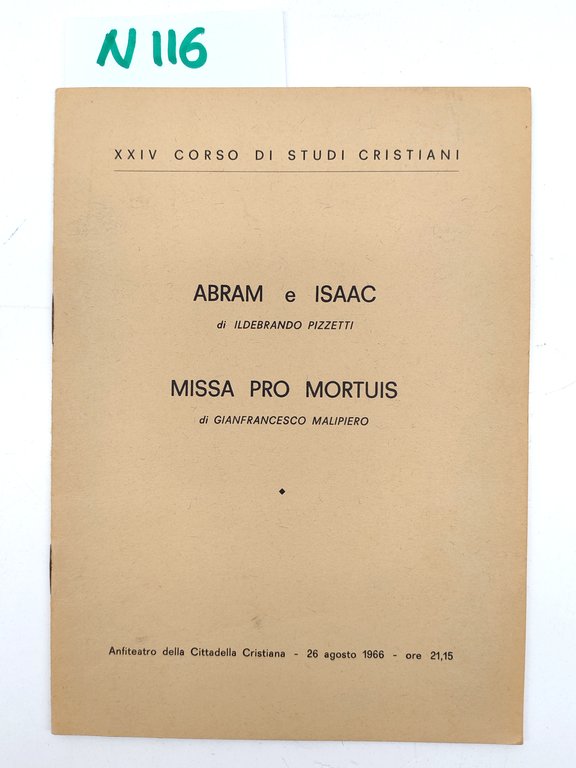 N 116
XXIV CORSO DI STUDI CRISTIANI
ABRAM e ISAAC
di ILDEBRANDO PIZZETTI
MISSA PRO MORTUIS
di GIANFRANCESCO MALIPIERO
Anfiteatro della Cittadella Cristiana - 26 agosto 1966 - ore 21,15